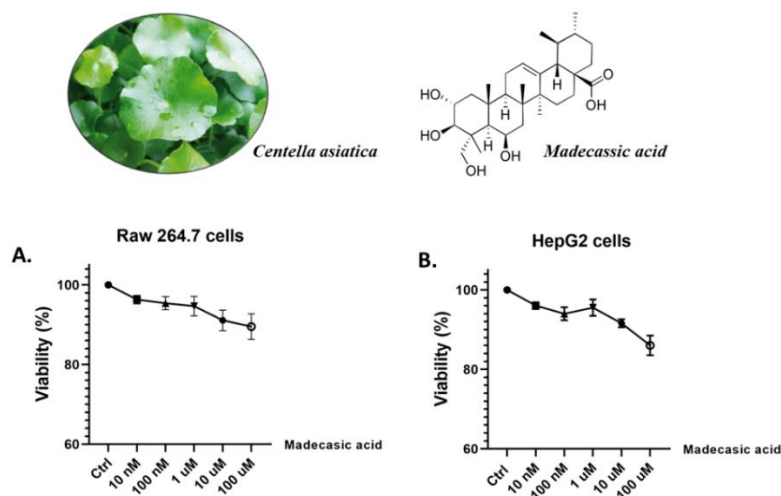 Centella asiatica
Madecassic acid
HO
HO
HO
OH
O
OH
H
H
H
A.
Raw 264.7 cells
Viability (%)
100
80
60
Ctrl
10 nM
100 nM
1 uM
10 uM
100 uM
Madecasic acid
B.
HepG2 cells
Viability (%)
100
80
60
Ctrl
10 nM
100 nM
1 uM
10 uM
100 uM
Madecasic acid